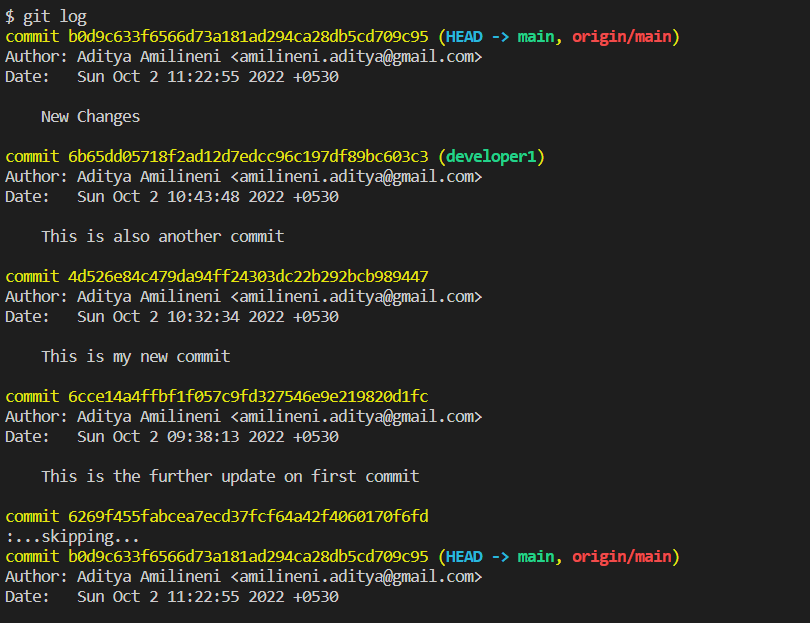 $ git log
commit b0d9c633f6566d73a181ad294ca28db5cd709c95 (HEAD -> main, origin/main)
Author: Aditya Amilineni <amilineni.aditya@gmail.com>
Date:   Sun Oct 2 11:22:55 2022 +0530
    New Changes
commit 6b65dd05718f2ad12d7edcc96c197df89bc603c3 (developer1)
Author: Aditya Amilineni <amilineni.aditya@gmail.com>
Date:   Sun Oct 2 10:43:48 2022 +0530
    This is also another commit
commit 4d526e84c479da94ff24303dc22b292bcb989447
Author: Aditya Amilineni <amilineni.aditya@gmail.com>
Date:   Sun Oct 2 10:32:34 2022 +0530
    This is my new commit
commit 6cce14a4ffbf1f057c9fd327546e9e219820d1fc
Author: Aditya Amilineni <amilineni.aditya@gmail.com>
Date:   Sun Oct 2 09:38:13 2022 +0530
    This is the further update on first commit
commit 6269f455fabcea7ecd37fcf64a42f4060170f6fd
:...skipping...
commit b0d9c633f6566d73a181ad294ca28db5cd709c95 (HEAD -> main, origin/main)
Author: Aditya Amilineni <amilineni.aditya@gmail.com>
Date:   Sun Oct 2 11:22:55 2022 +0530